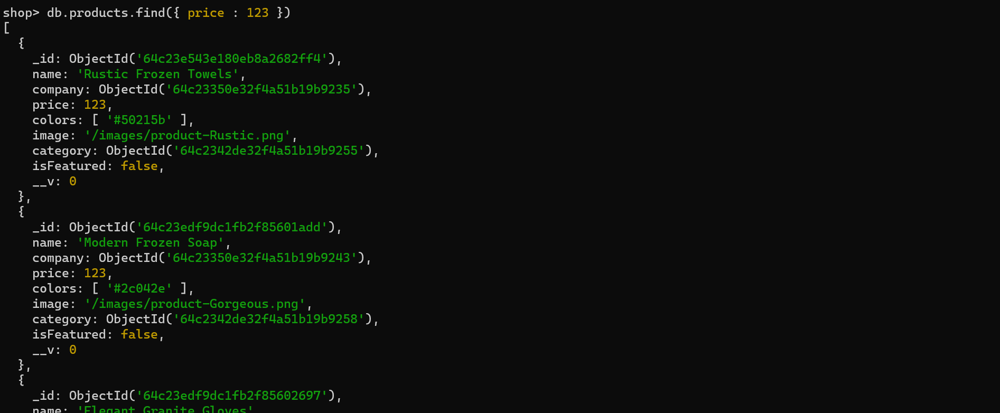 shop> db.products.find({ price : 123 })
[
  {
    _id: ObjectId('64c23e543e180eb8a2682ff4'),
    name: 'Rustic Frozen Towels',
    company: ObjectId('64c23350e32f4a51b19b9235'),
    price: 123,
    colors: [ '#50215b' ],
    image: '/images/product-Rustic.png',
    category: ObjectId('64c2342de32f4a51b19b9255'),
    isFeatured: false,
    __v: 0
  },
  {
    _id: ObjectId('64c23edf9dc1fb2f85601add'),
    name: 'Modern Frozen Soap',
    company: ObjectId('64c23350e32f4a51b19b9243'),
    price: 123,
    colors: [ '#2c042e' ],
    image: '/images/product-Gorgeous.png',
    category: ObjectId('64c2342de32f4a51b19b9258'),
    isFeatured: false,
    __v: 0
  },
  {
    _id: ObjectId('64c23edf9dc1fb2f85602697'),
    name: 'Elegant Granite Gloves'